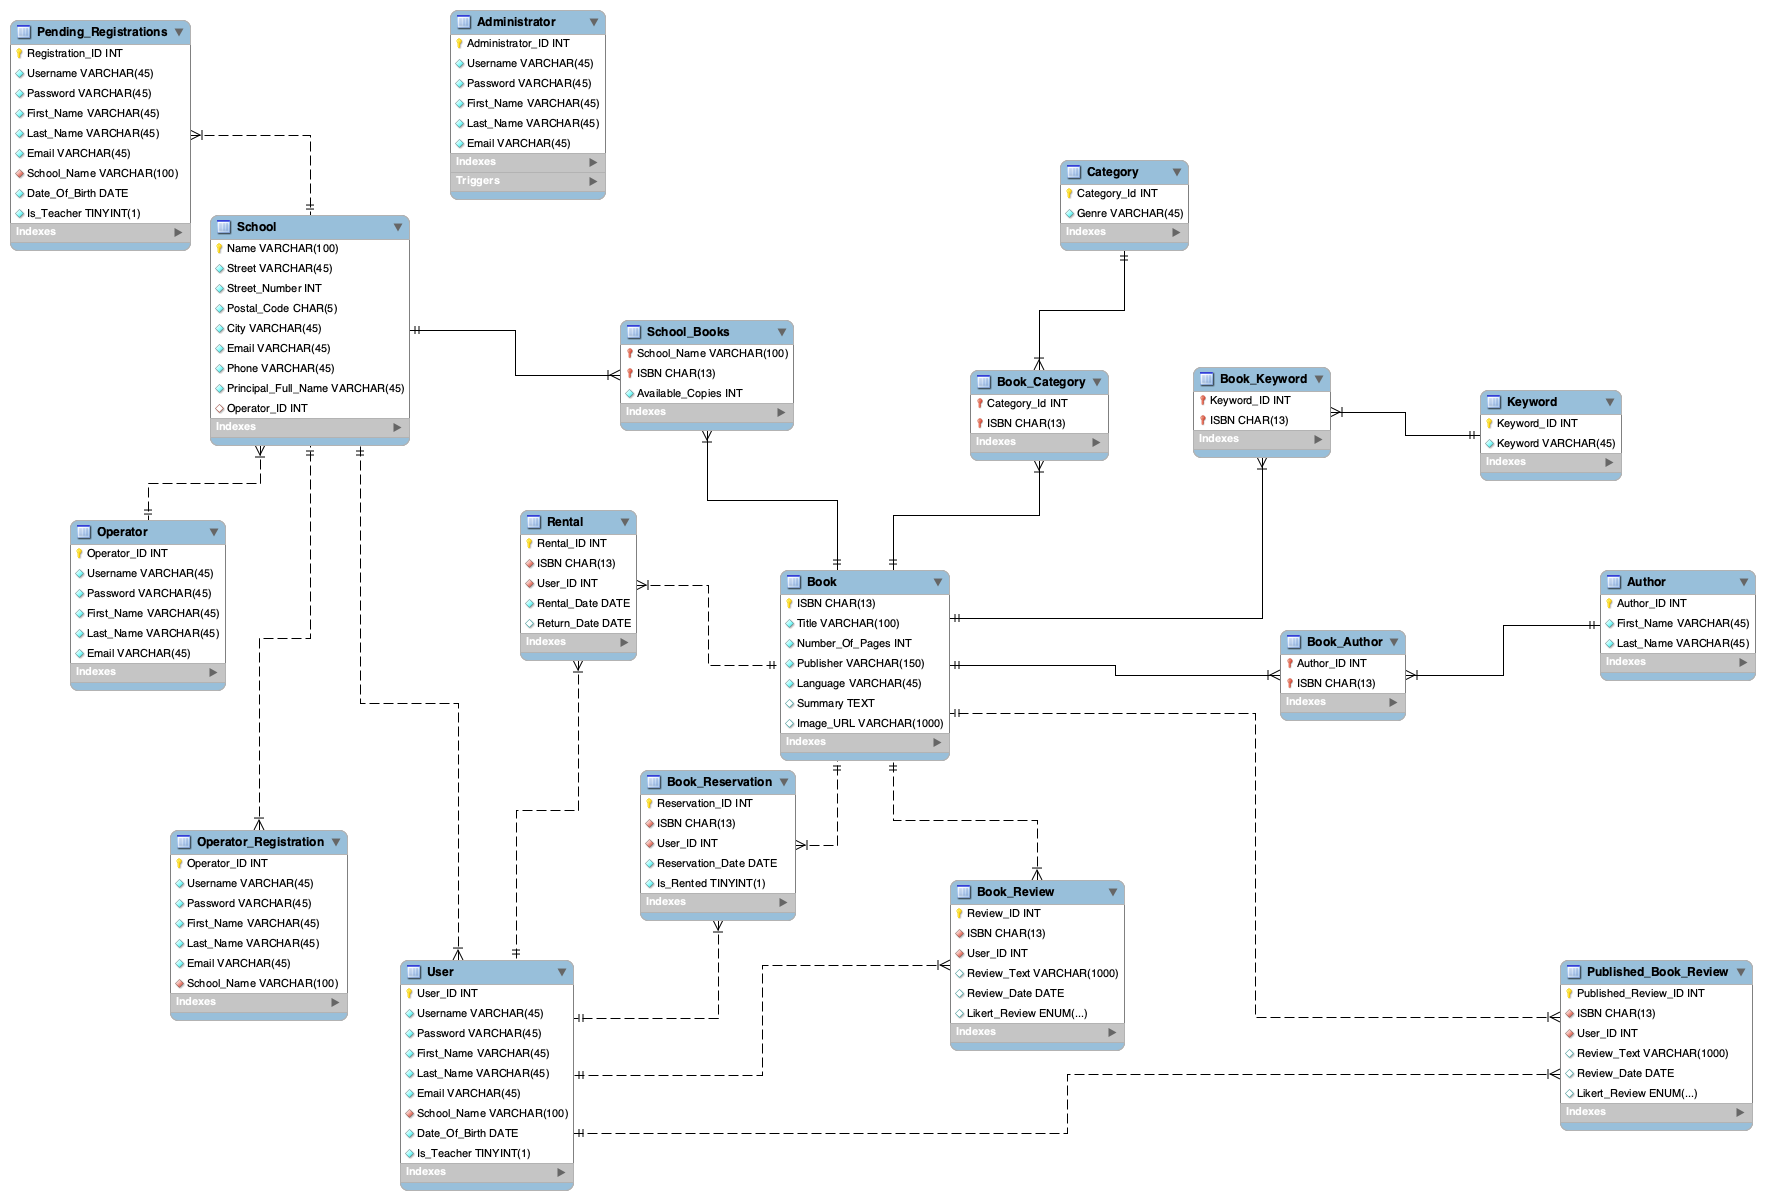 Pending_Registrations
Registration_ID INT
Username VARCHAR(45)
Password VARCHAR(45)
First_Name VARCHAR(45)
Last_Name VARCHAR(45)
Email VARCHAR(45)
School_Name VARCHAR(100)
Date_Of_Birth DATE
Is_Teacher TINYINT(1)
Indexes
Administrator
Administrator_ID INT
Username VARCHAR(45)
Password VARCHAR(45)
First_Name VARCHAR(45)
Last_Name VARCHAR(45)
Email VARCHAR(45)
Indexes
Triggers
Category
Category_Id INT
Genre VARCHAR(45)
Indexes
School
Name VARCHAR(100)
Street VARCHAR(45)
Street_Number INT
Postal_Code CHAR(5)
City VARCHAR(45)
Email VARCHAR(45)
Phone VARCHAR(45)
Principal_Full_Name VARCHAR(45)
Operator_ID INT
Indexes
School_Books
School_Name VARCHAR(100)
ISBN CHAR(13)
Available_Copies INT
Indexes
Book_Category
Category_Id INT
ISBN CHAR(13)
Indexes
Book_Keyword
Keyword_ID INT
ISBN CHAR(13)
Indexes
Keyword
Keyword_ID INT
Keyword VARCHAR(45)
Indexes
Operator
Operator_ID INT
Username VARCHAR(45)
Password VARCHAR(45)
First_Name VARCHAR(45)
Last_Name VARCHAR(45)
Email VARCHAR(45)
Indexes
Rental
Rental_ID INT
ISBN CHAR(13)
User_ID INT
Rental_Date DATE
Return_Date DATE
Indexes
Book
ISBN CHAR(13)
Title VARCHAR(100)
Number_Of_Pages INT
Publisher VARCHAR(150)
Language VARCHAR(45)
Summary TEXT
Image_URL VARCHAR(1000)
Indexes
Book_Author
Author_ID INT
ISBN CHAR(13)
Indexes
Author
Author_ID INT
First_Name VARCHAR(45)
Last_Name VARCHAR(45)
Indexes
Operator_Registration
Operator_ID INT
Username VARCHAR(45)
Password VARCHAR(45)
First_Name VARCHAR(45)
Last_Name VARCHAR(45)
Email VARCHAR(45)
School_Name VARCHAR(100)
Indexes
Book_Reservation
Reservation_ID INT
ISBN CHAR(13)
User_ID INT
Reservation_Date DATE
Is_Rented TINYINT(1)
Indexes
Book_Review
Review_ID INT
ISBN CHAR(13)
User_ID INT
Review_Text VARCHAR(1000)
Review_Date DATE
Likert_Review ENUM(...)
Indexes
User
User_ID INT
Username VARCHAR(45)
Password VARCHAR(45)
First_Name VARCHAR(45)
Last_Name VARCHAR(45)
Email VARCHAR(45)
School_Name VARCHAR(100)
Date_Of_Birth DATE
Is_Teacher TINYINT(1)
Indexes
Published_Book_Review
Published_Review_ID INT
ISBN CHAR(13)
User_ID INT
Review_Text VARCHAR(1000)
Review_Date DATE
Likert_Review ENUM(...)
Indexes